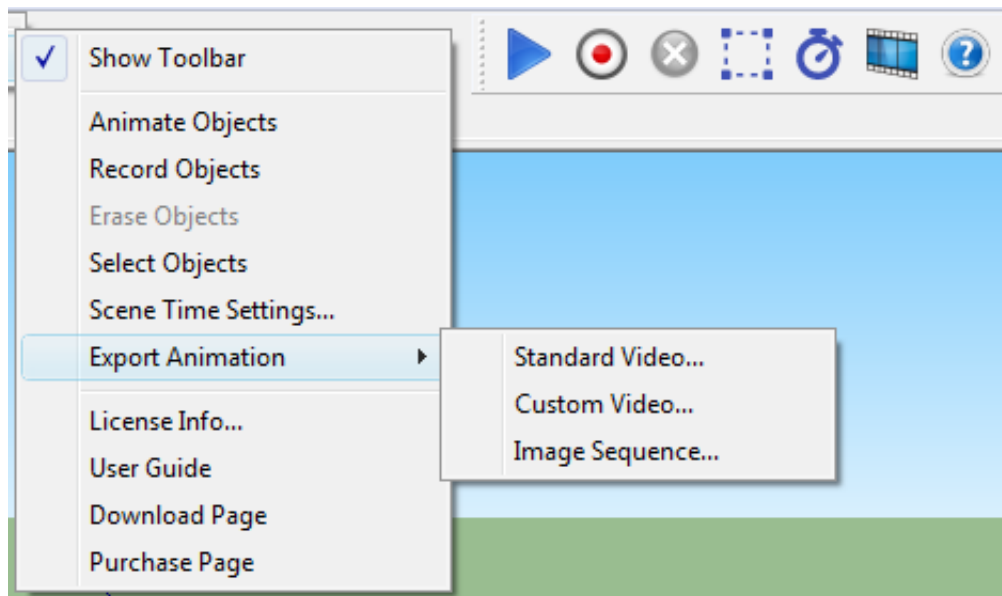 Show Toolbar
Animate Objects
Record Objects
Erase Objects
Select Objects
Scene Time Settings...
Export Animation
Standard Video...
Custom Video...
Image Sequence...
License Info...
User Guide
Download Page
Purchase Page